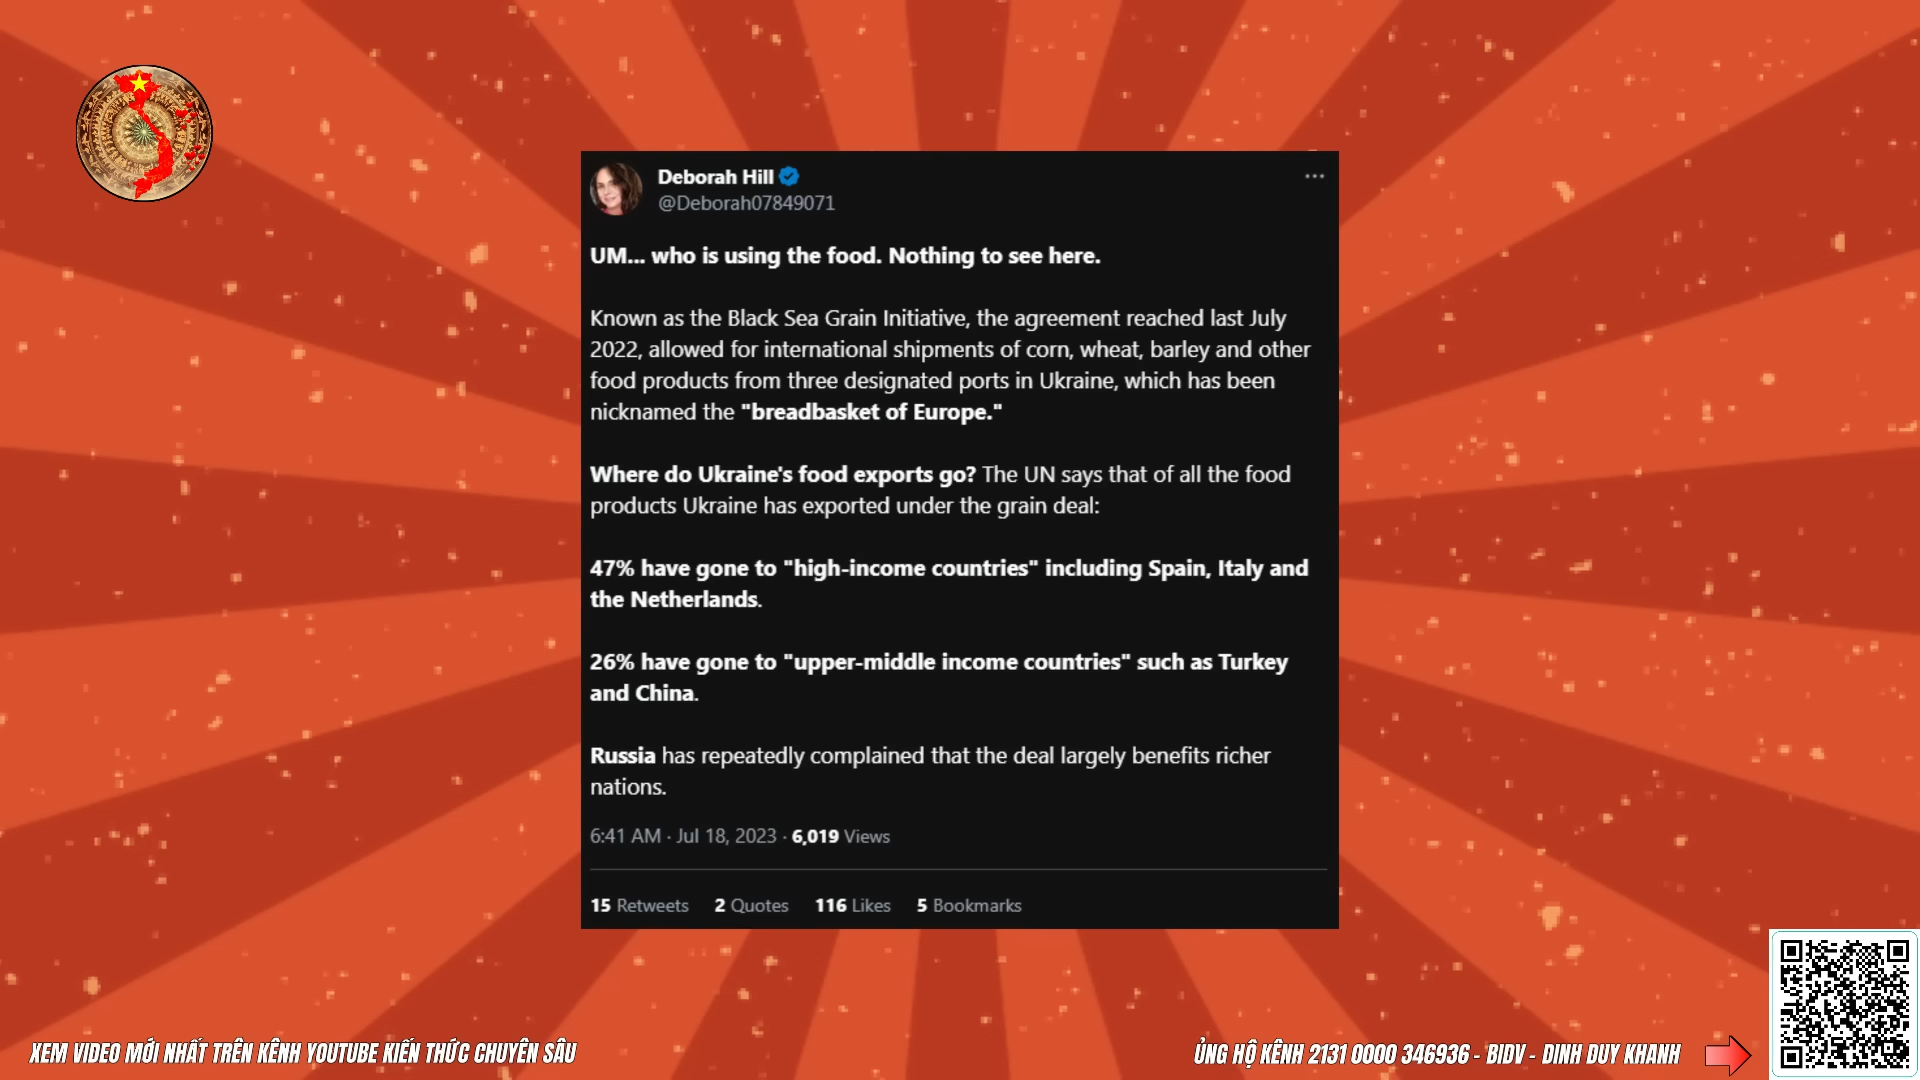 Deborah Hill
@Deborah07849071
UM... who is using the food. Nothing to see here.
Known as the Black Sea Grain Initiative, the agreement reached last July
2022, allowed for international shipments of corn, wheat, barley and other
food products from three designated ports in Ukraine, which has been
nicknamed the "breadbasket of Europe."
Where do Ukraine's food exports go? The UN says that of all the food
products Ukraine has exported under the grain deal:
47% have gone to "high-income countries" including Spain, Italy and
the Netherlands.
26% have gone to "upper-middle income countries" such as Turkey
and China.
Russia has repeatedly complained that the deal largely benefits richer
nations.
6:41 AM · Jul 18, 2023 · 6,019 Views
15 Retweets 2 Quotes 116 Likes 5 Bookmarks
XEM VIDEO MỚI NHẤT TRÊN KÊNH YOUTUBE KIẾN THỨC CHUYÊN SÂU
ỦNG HỘ KÊNH 2131 0000 346936 - BIDV - DINH DUY KHANH